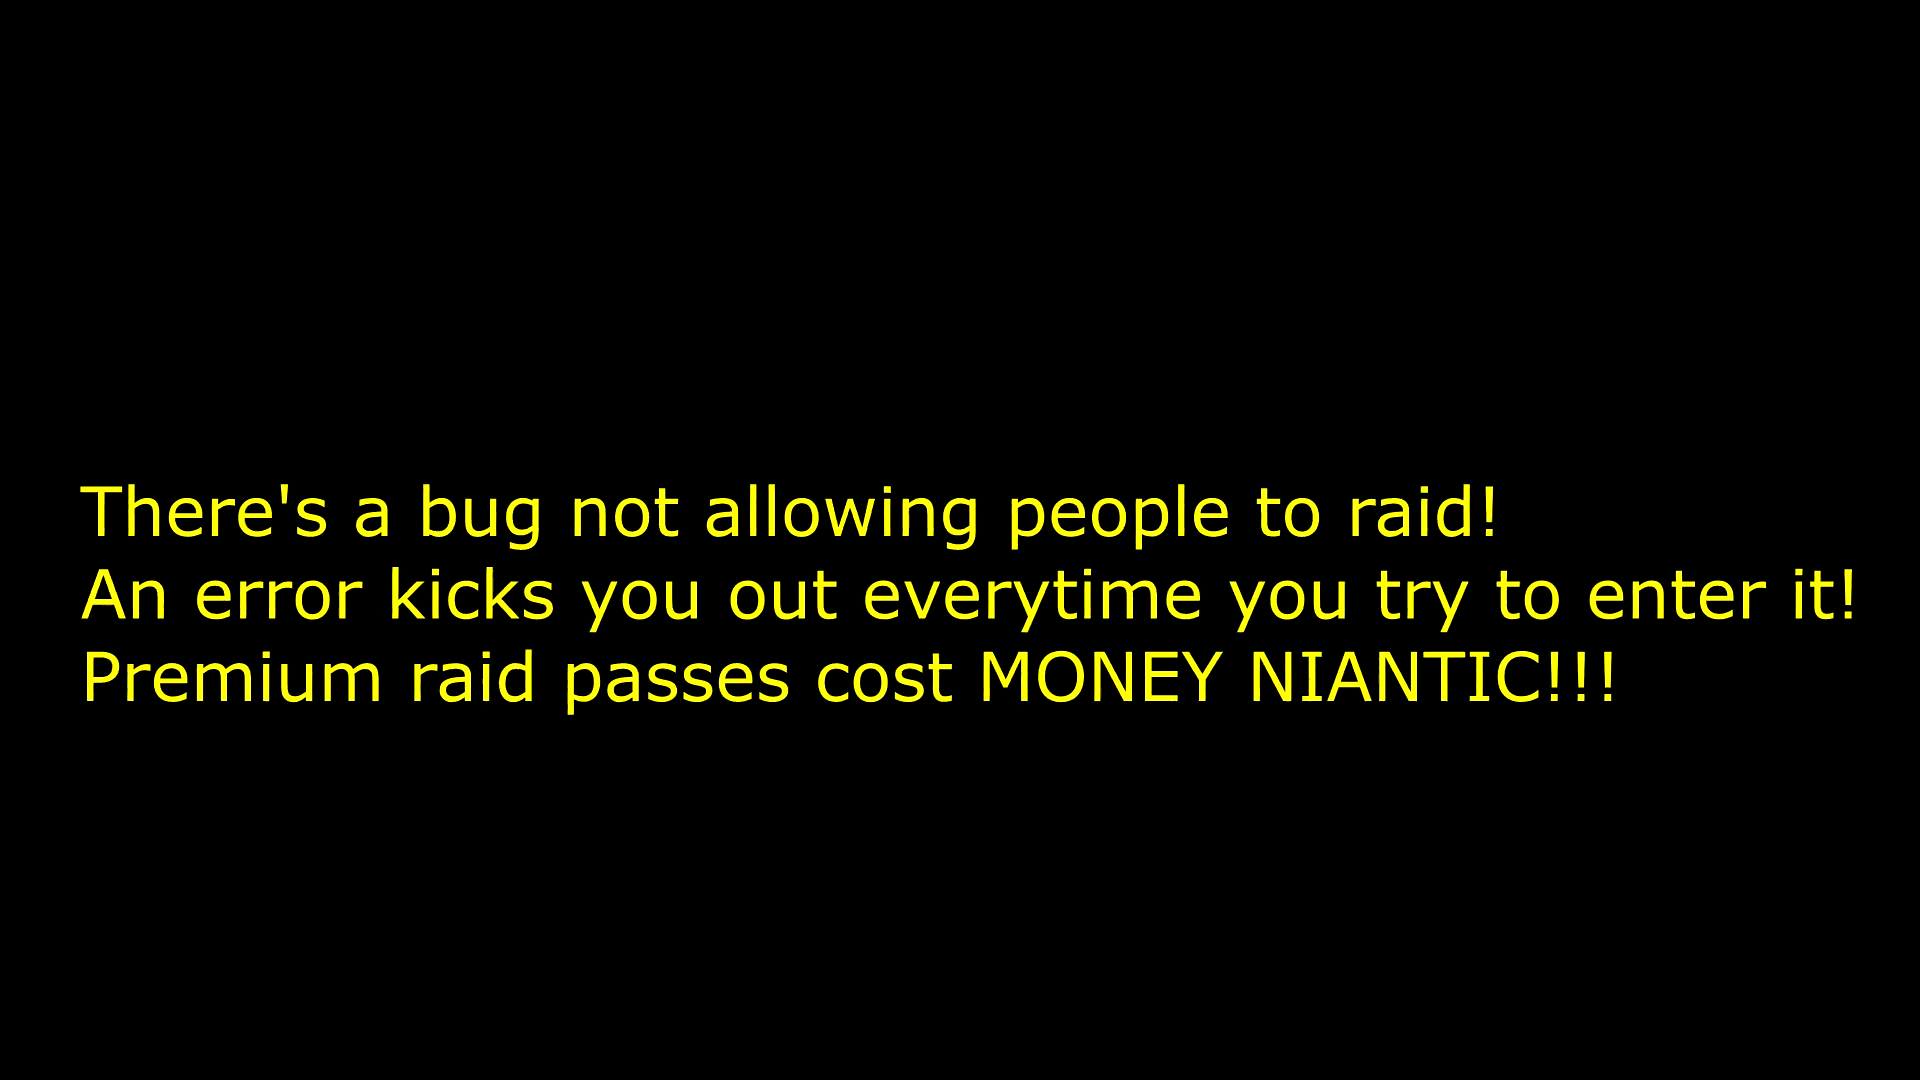 There's a bug not allowing people to raid!
An error kicks you out everytime you try to enter it!
Premium raid passes cost MONEY NIANTIC!!!